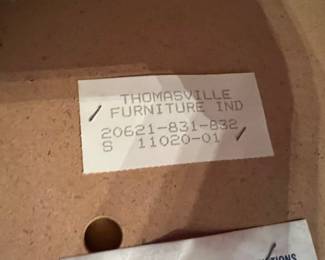 THOMASVILLE
FURNITURE IND
20621-831-832
S 11020-01